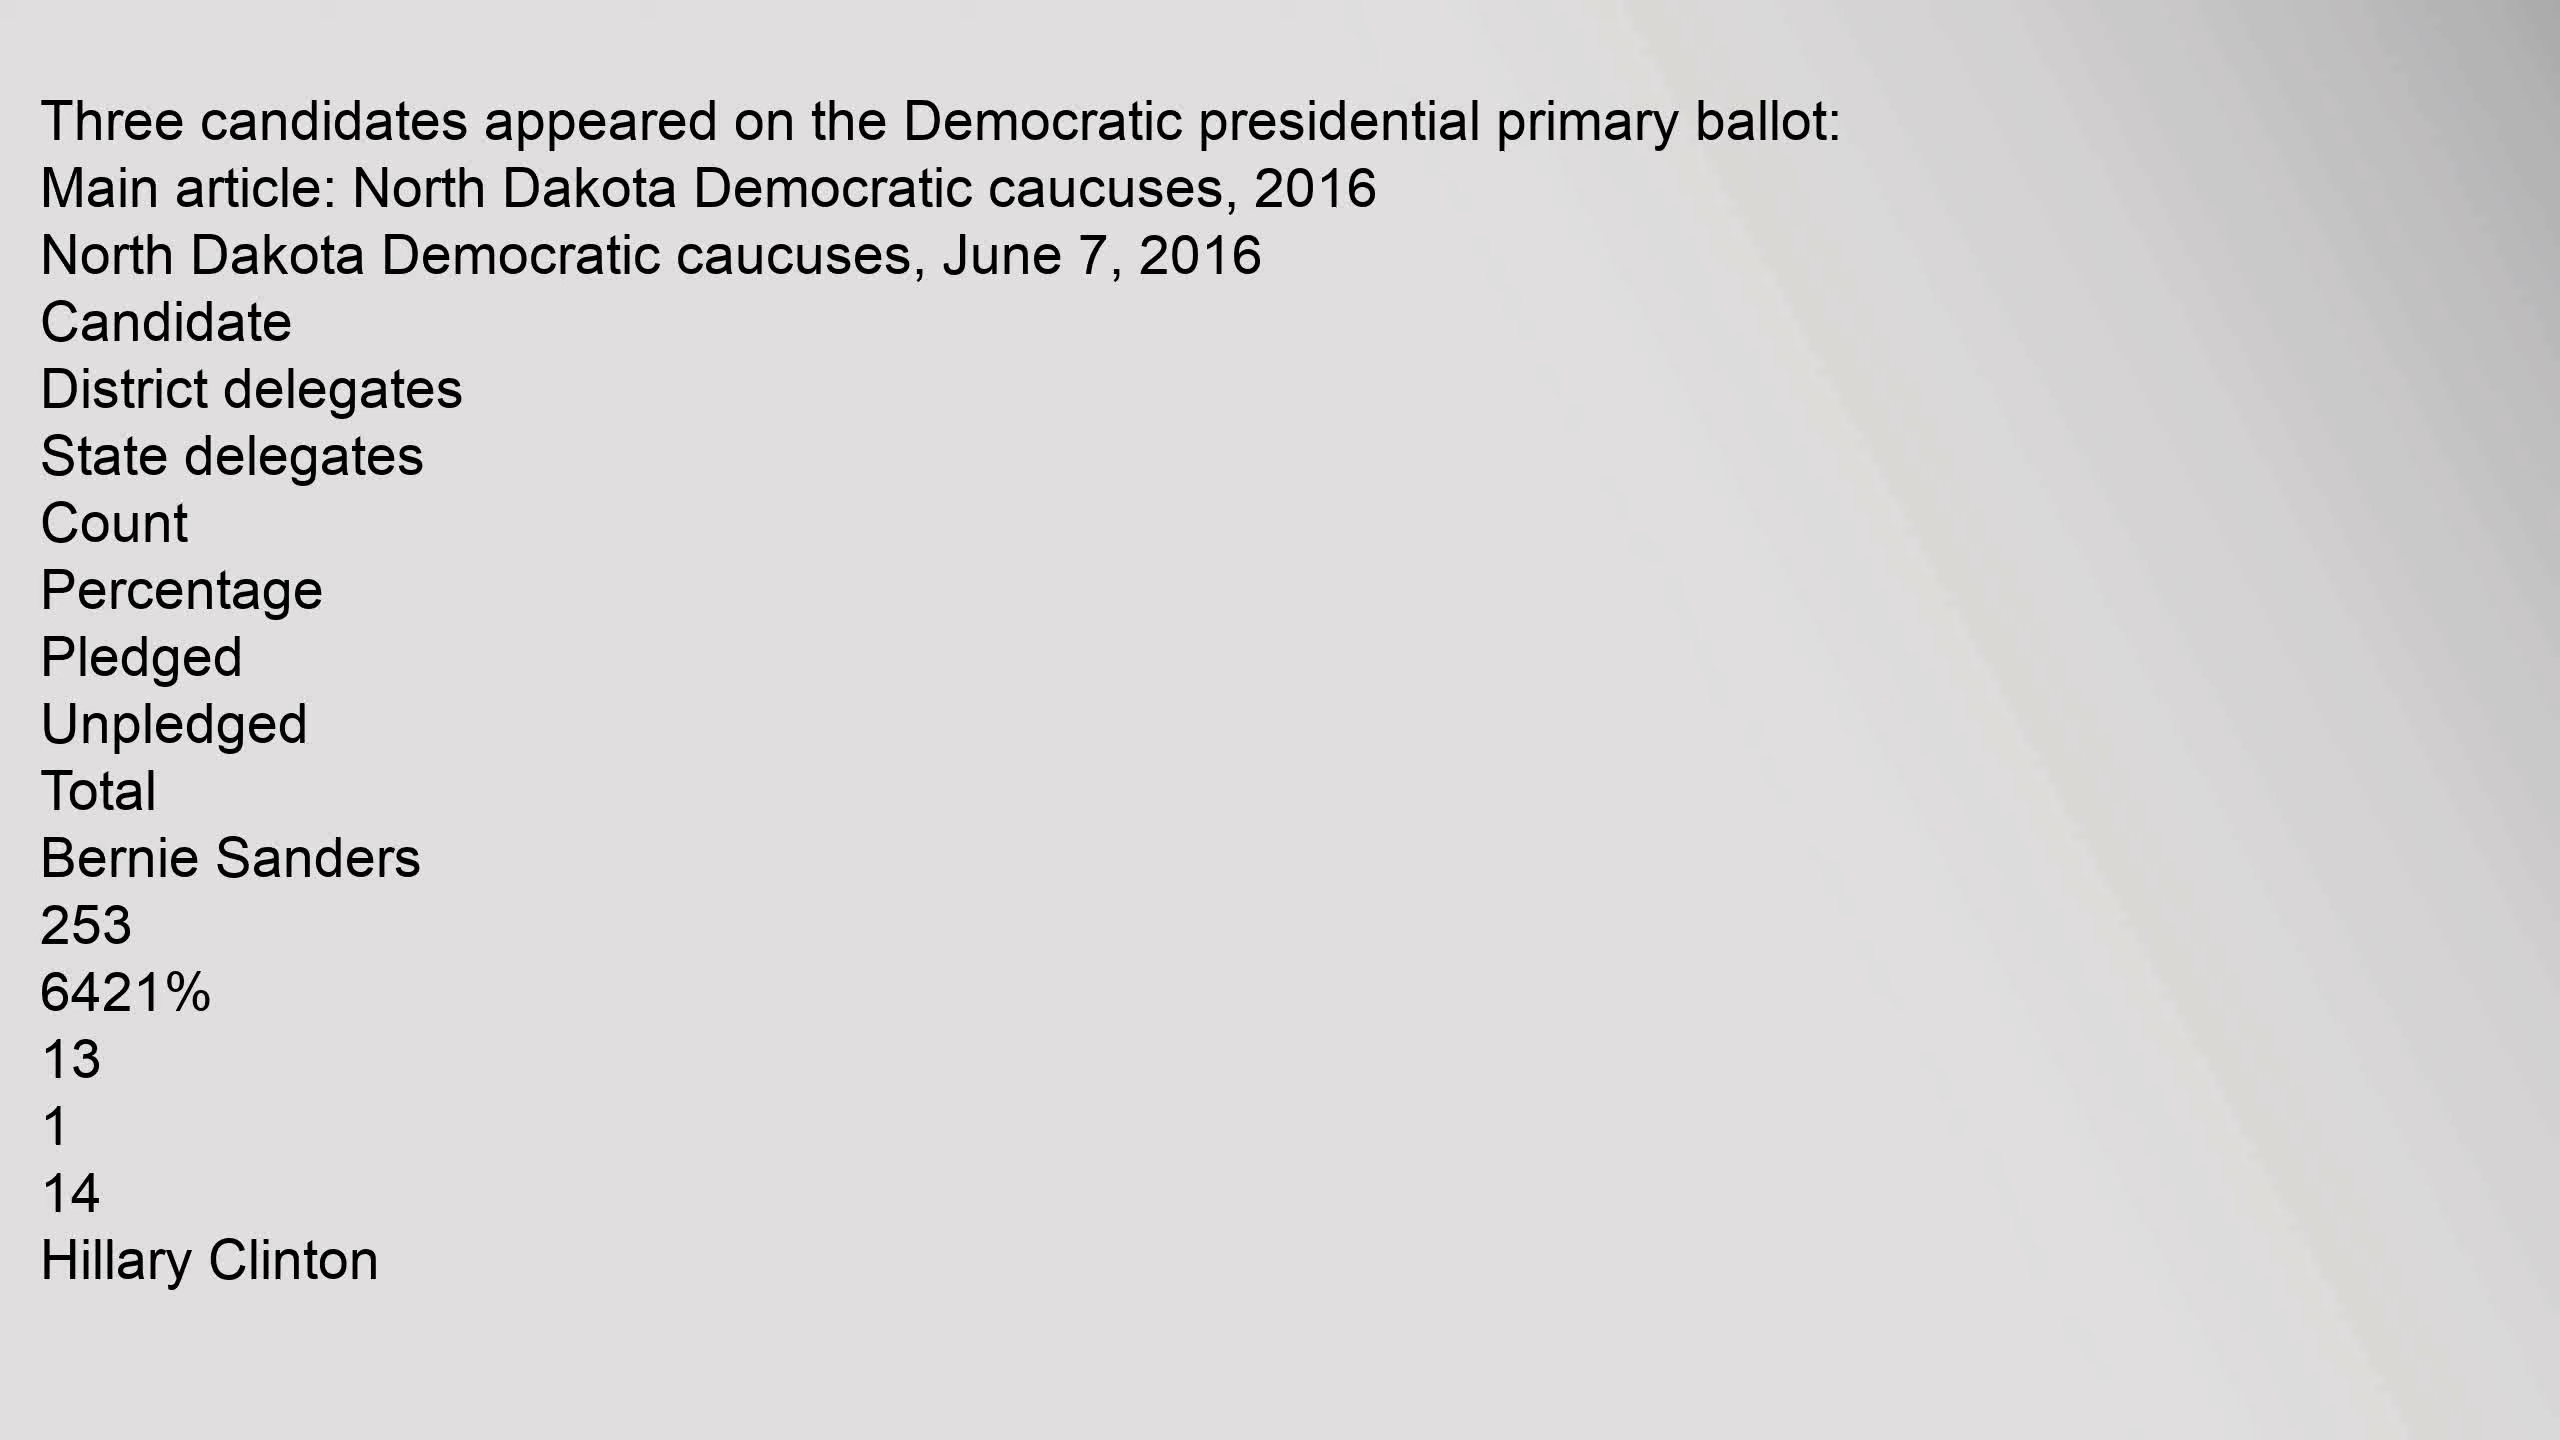 Three candidates appeared on the Democratic presidential primary ballot:
Main article: North Dakota Democratic caucuses, 2016
North Dakota Democratic caucuses, June 7, 2016
Candidate
District delegates
State delegates
Count
Percentage
Pledged
Unpledged
Total
Bernie Sanders
253
6421%
13
1
14
Hillary Clinton